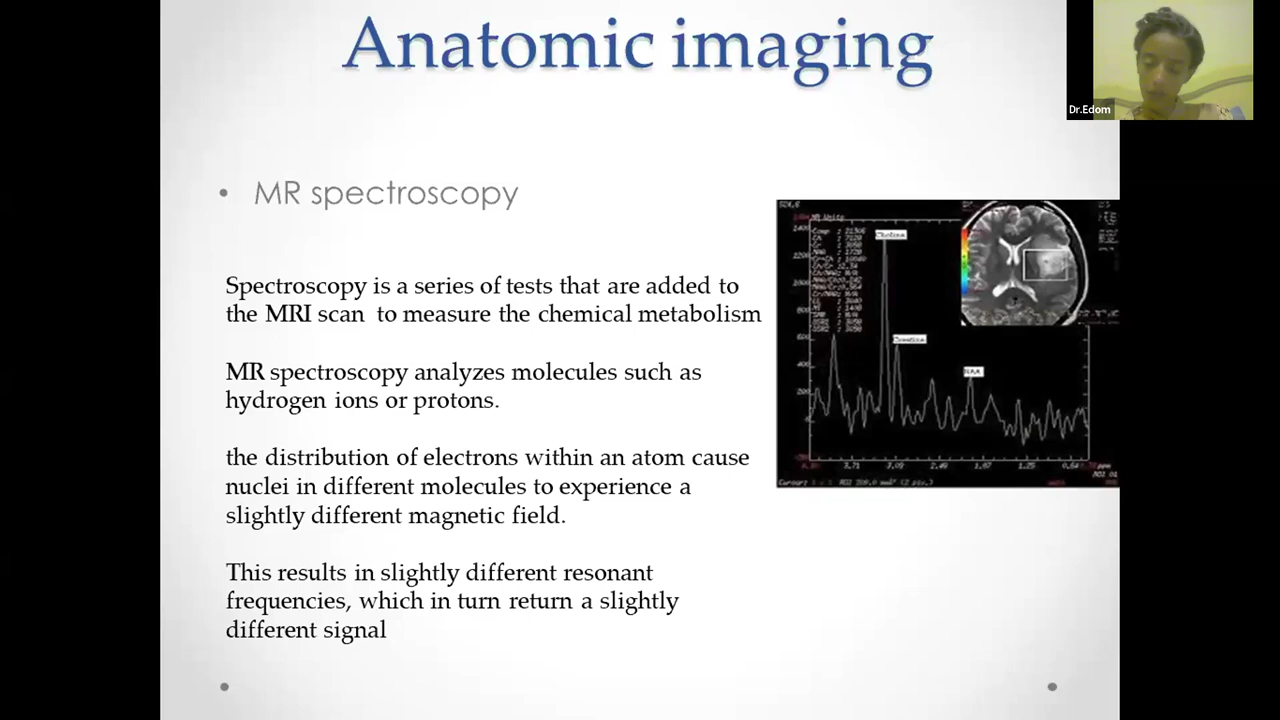 Anatomic imaging
Dr.Edom
• MR spectroscopy
Spectroscopy is a series of tests that are added to
the MRI scan to measure the chemical metabolism
MR spectroscopy analyzes molecules such as
hydrogen ions or protons.
the distribution of electrons within an atom cause
nuclei in different molecules to experience a
slightly different magnetic field.
This results in slightly different resonant
frequencies, which in turn return a slightly
different signal
Choline
Creatine
NAA